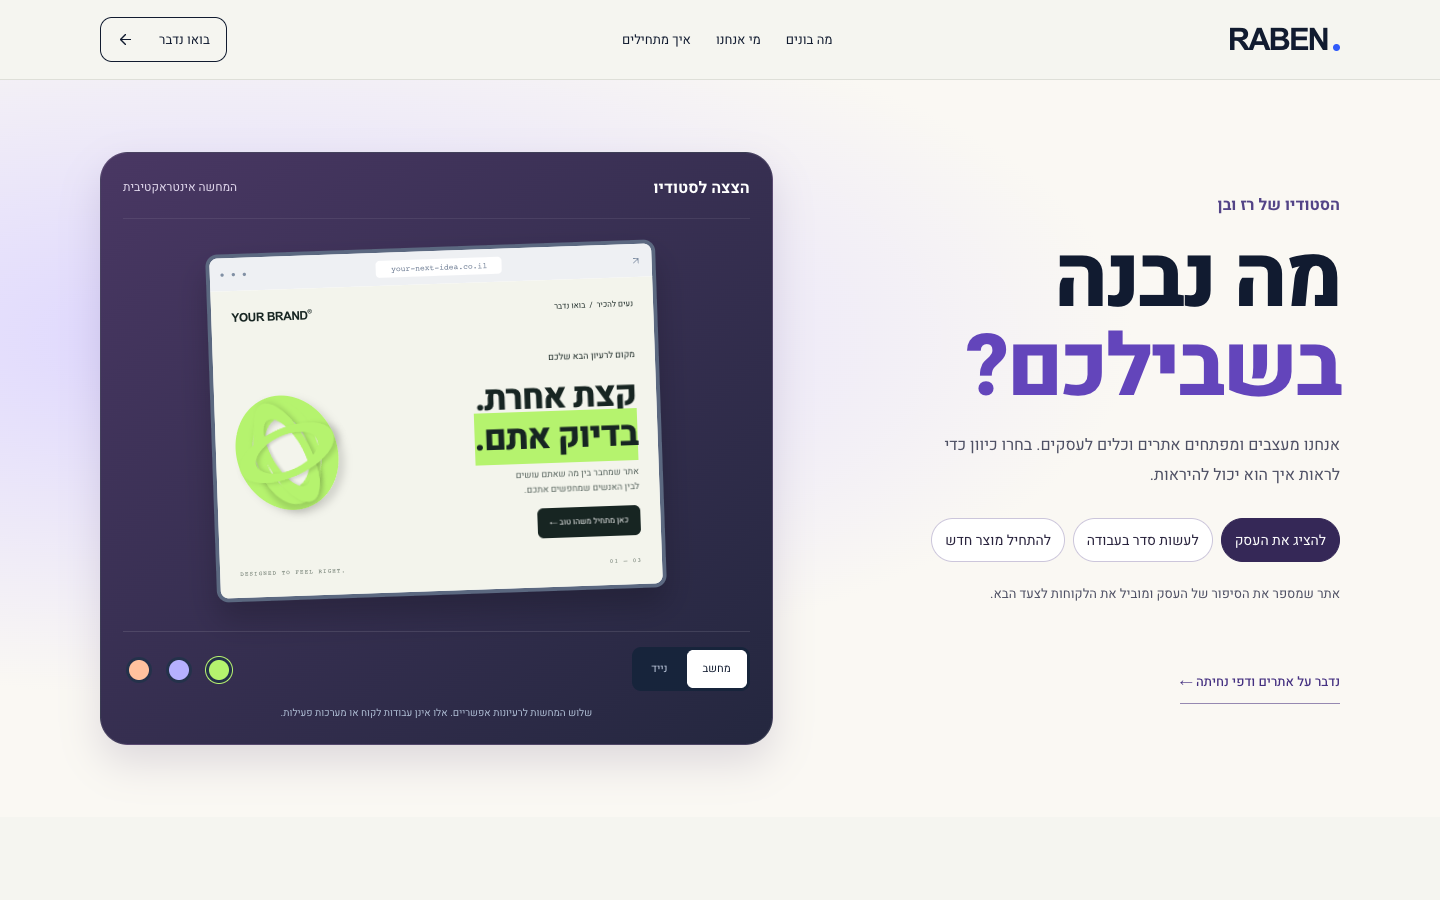 RABEN.
מה בונים
מי אנחנו
איך מתחילים
בואו נדבר ←
הסטודיו של רז ובן
מה נבנה
בשבילכם?
אנחנו מעצבים ומפתחים אתרים וכלים לעסקים. בחרו כיוון כדי
לראות איך הוא יכול להיראות.
להציג את העסק
לעשות סדר בעבודה
להתחיל מוצר חדש
אתר שמספר את הסיפור של העסק ומוביל את הלקוחות לצעד הבא.
נדבר על אתרים ודפי נחיתה ←
הצצה לסטודיו
המחשה אינטראקטיבית
your-next-idea.co.il
YOUR BRAND®
נעים להכיר / בואו נדבר
מקום לרעיון הבא שלכם
קצת אחרת.
בדיוק אתם.
אתר שמחבר בין מה שאתם עושים
לבין האנשים שמחפשים אתכם.
כאן מתחיל משהו טוב ←
DESIGNED TO FEEL RIGHT.
01 — 03
מחשב
נייד
שלוש המחשות לרעיונות אפשריים. אלו אינן עבודות לקוח או מערכות פעילות.